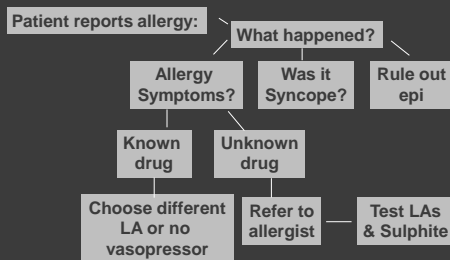 Patient reports allergy:
What happened?
Allergy
Symptoms?
Was it
Syncope?
Rule out
epi
Known
drug
Unknown
drug
Choose different
LA or no
vasopressor
Refer to
allergist
Test LAs
& Sulphite